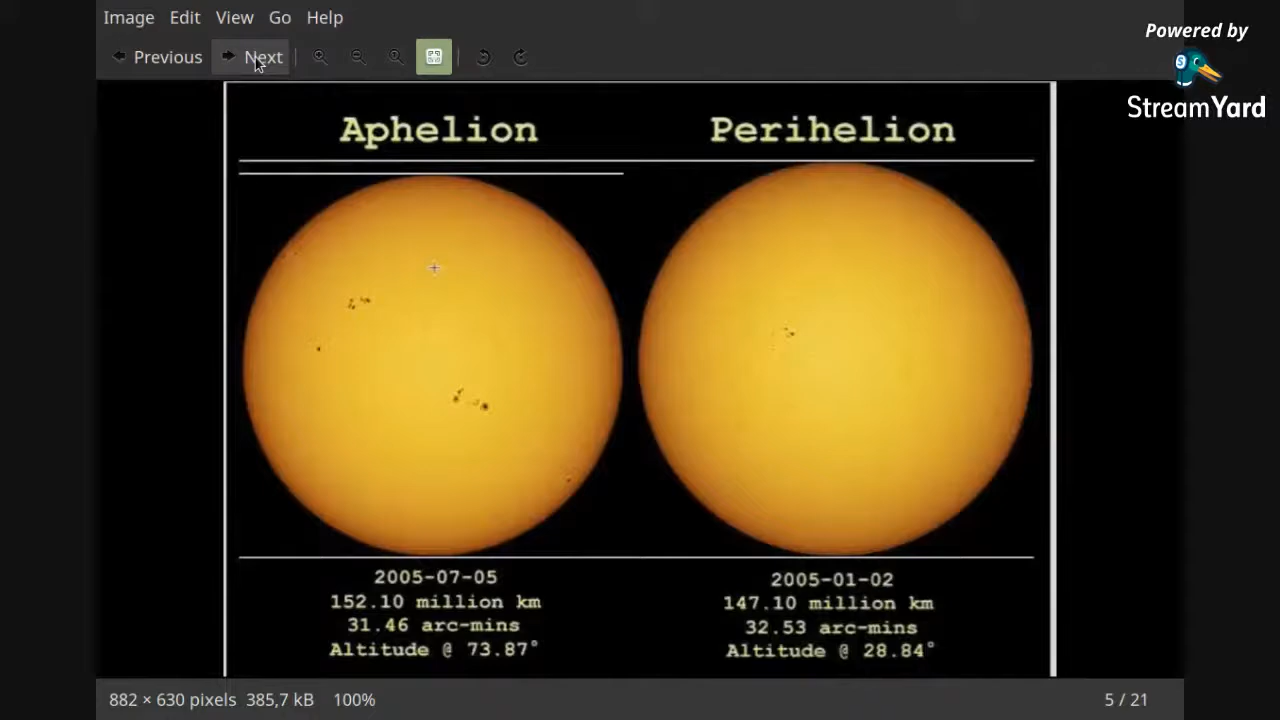 Image Edit View Go Help
Powered by
StreamYard
Previous Next
Aphelion Perihelion
2005-07-05
152.10 million km
31.46 arc-mins
Altitude @ 73.87°
2005-01-02
147.10 million km
32.53 arc-mins
Altitude @ 28.84°
882 × 630 pixels 385,7 kB 100% 5 / 21